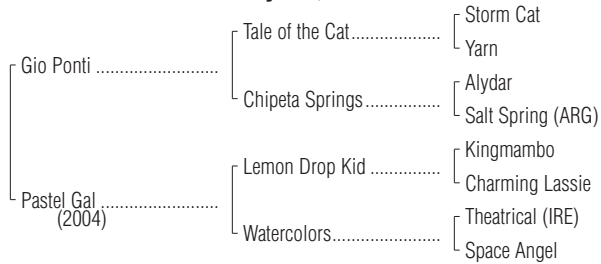 Storm Cat
Tale of the Cat...................
Yarn
Gio Ponti ..........................
Alydar
Chipeta Springs................
Salt Spring (ARG)
Kingmambo
Lemon Drop Kid ...............
Charming Lassie
Pastel Gal .........................
(2004)
Theatrical (IRE)
Watercolors.......................
Space Angel